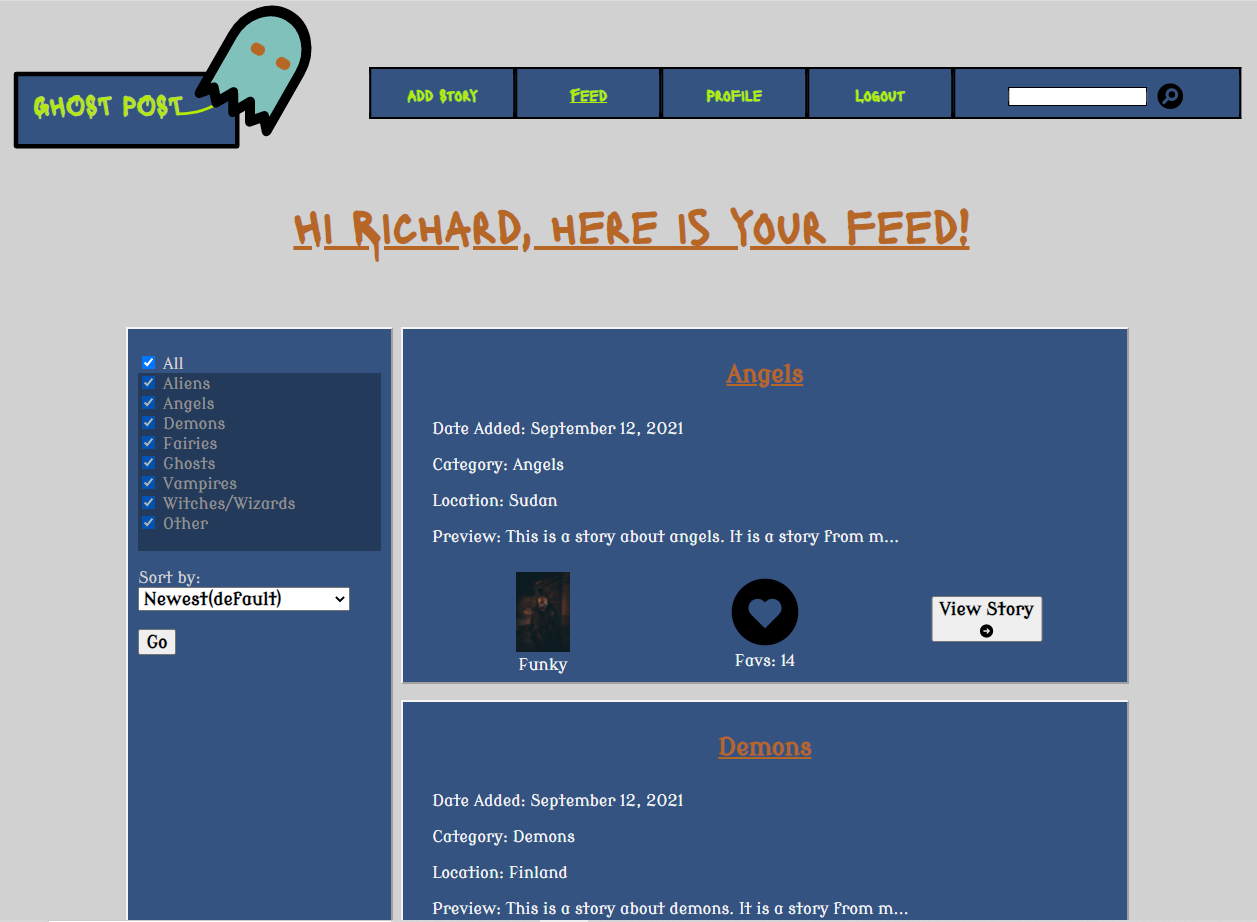 GHOST POST
ADD STORY
FEED
PROFILE
LOGOUT
HI RICHARD, HERE IS YOUR FEED!
All
Aliens
Angels
Demons
Fairies
Ghosts
Vampires
Witches/Wizards
Other
Sort by:
Newest(default)
Go
Angels
Date Added: September 12, 2021
Category: Angels
Location: Sudan
Preview: This is a story about angels. It is a story from m...
Funky
Favs: 14
View Story
Demons
Date Added: September 12, 2021
Category: Demons
Location: Finland
Preview: This is a story about demons. It is a story from m...